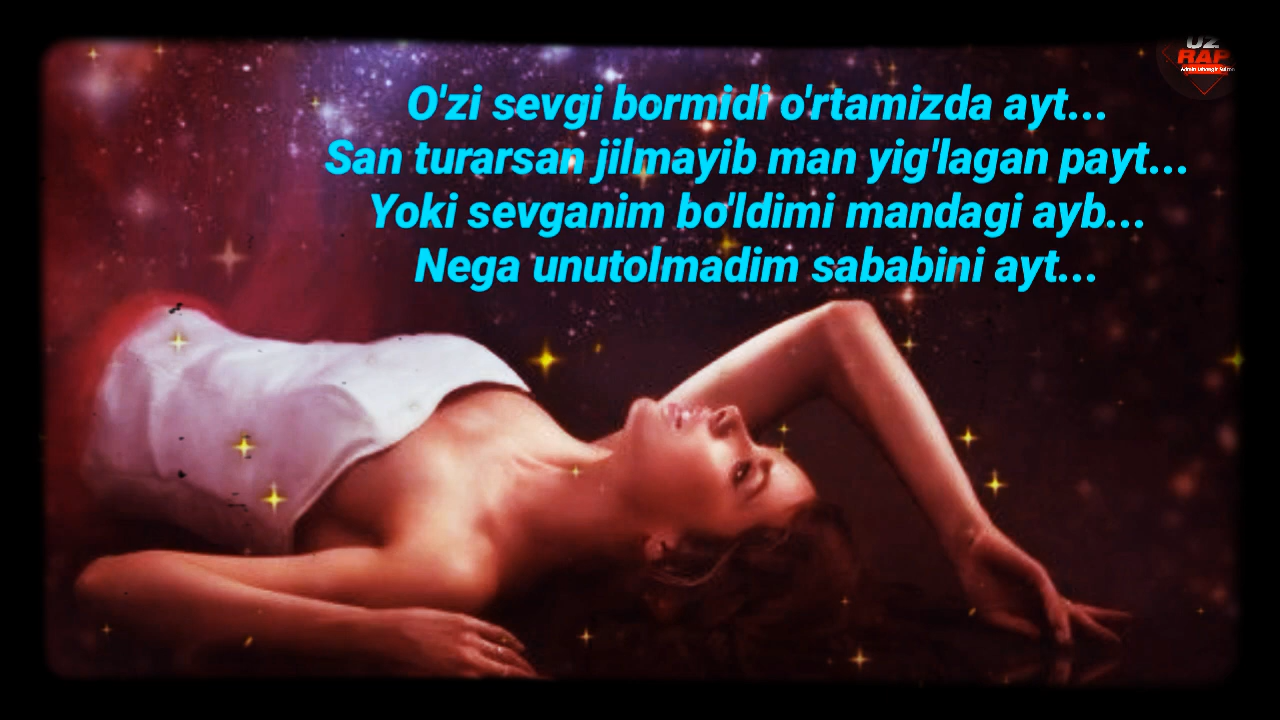 UZ
RAP
O'zi sevgi bormidi o'rtamizda ayt...
San turarsan jilmayib man yig'lagan payt...
Yoki sevganim bo'ldimi mandagi ayb...
Nega unutolmadim sababini ayt...